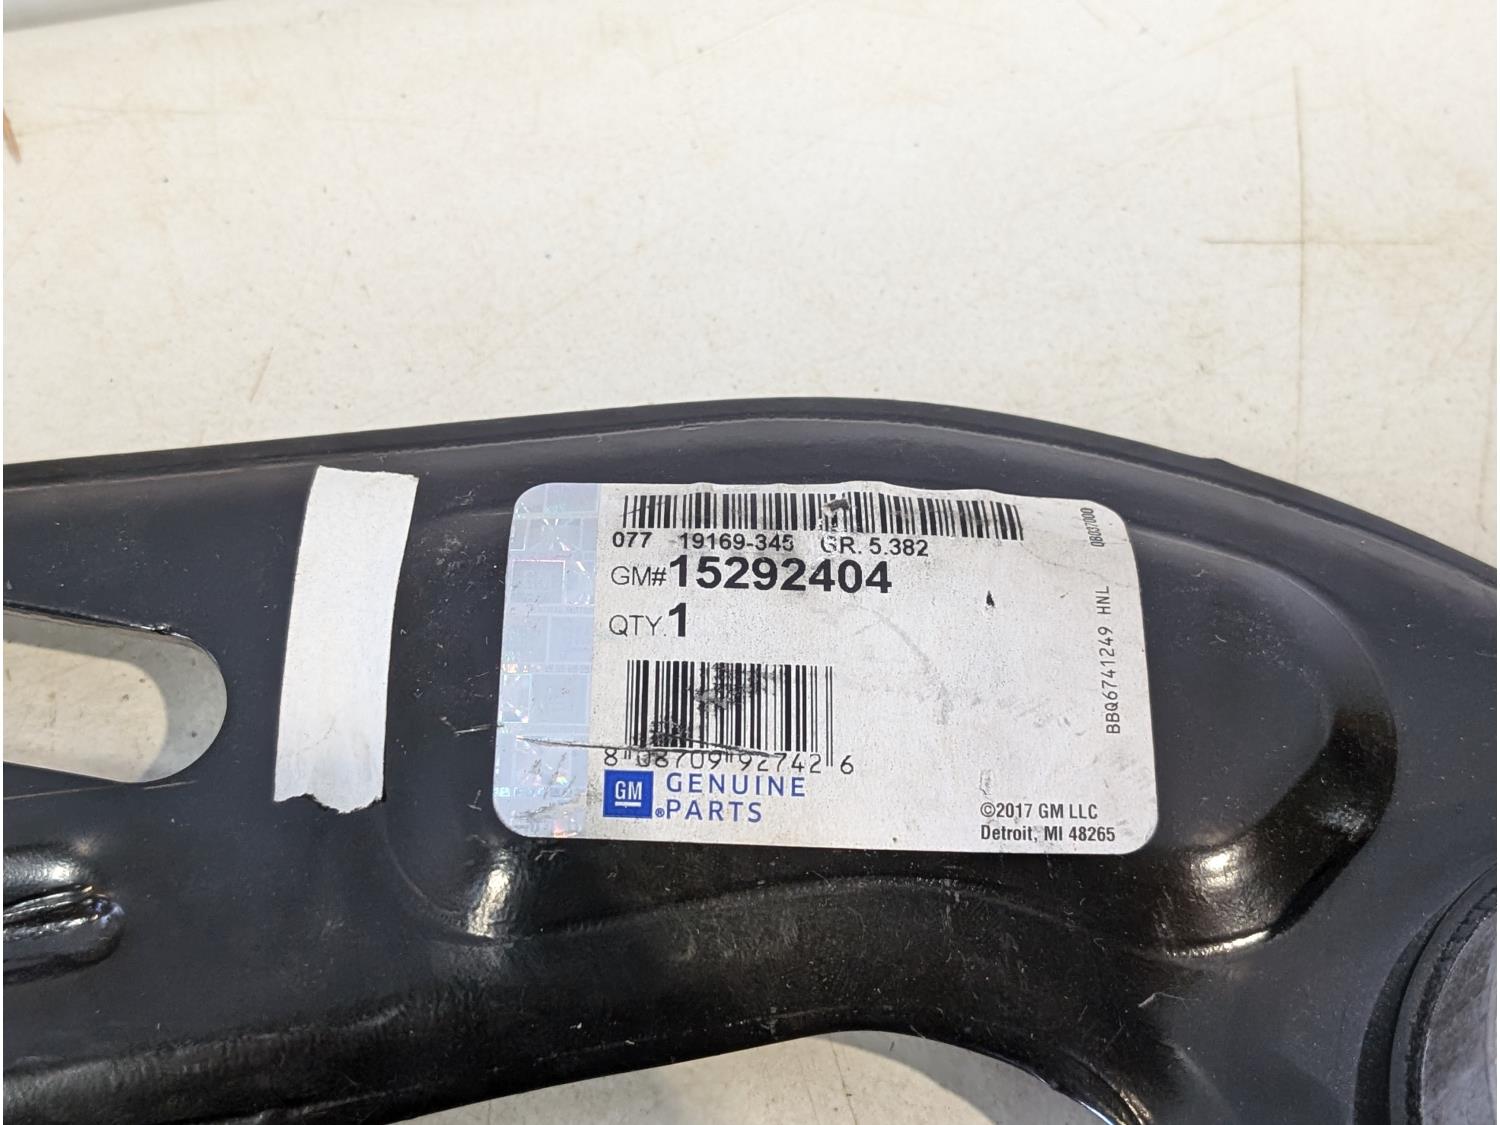 077 19169-345 GR. 5.382
GM# 15292404
QTY. 1
8 08709 92742 6
GM GENUINE
® PARTS
©2017 GM LLC
Detroit, MI 48265
BBQ6741249 HNL